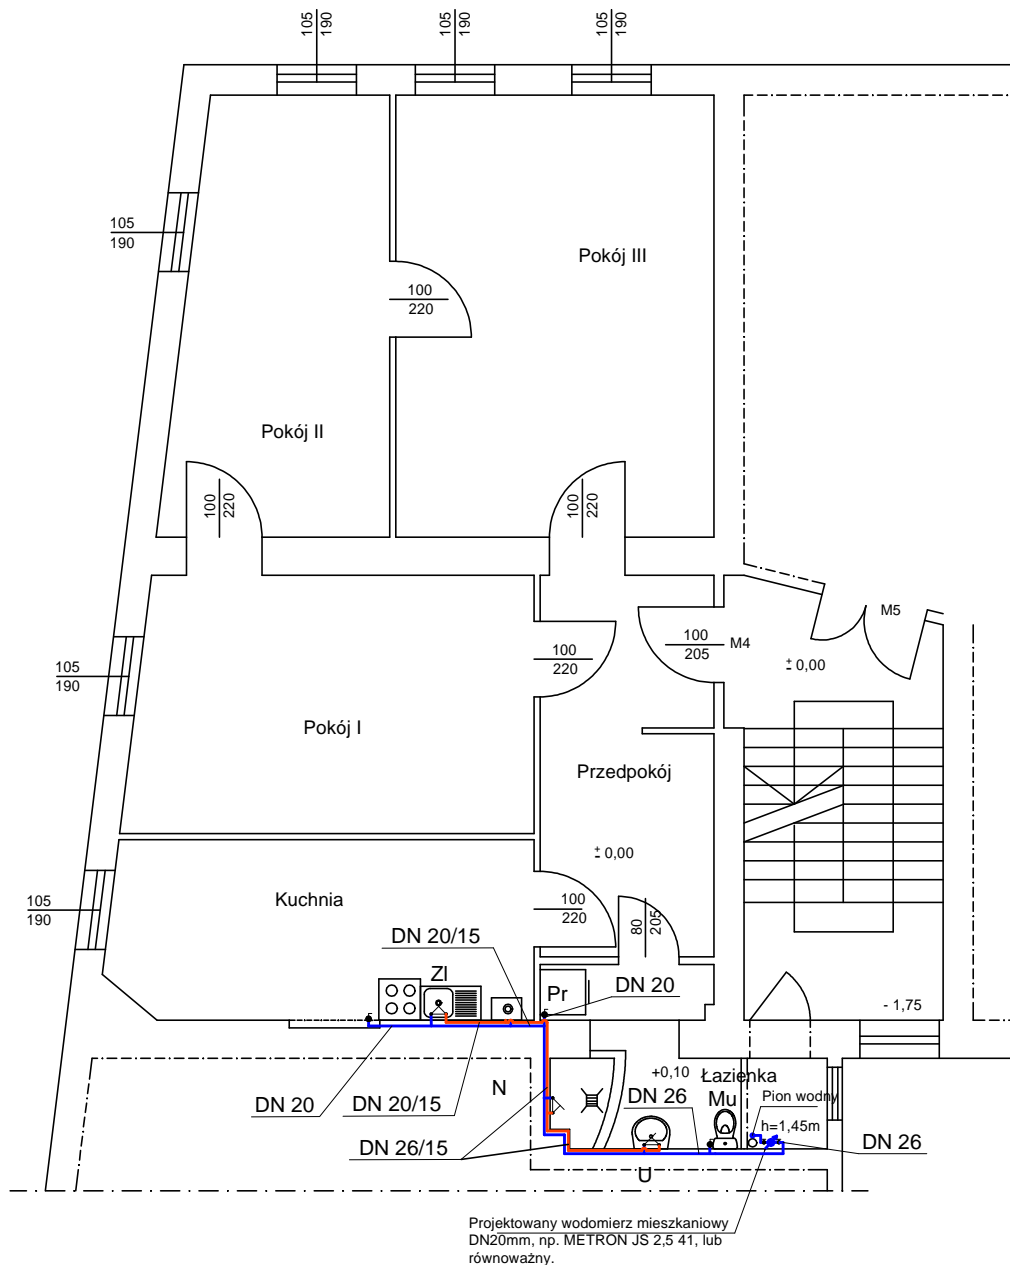 105
190
105
190
105
190
105
190
Pokój III
100
220
Pokój II
100
220
100
220
M5
100
205
M4
± 0,00
100
220
105
190
Pokój I
Przedpokój
± 0,00
Kuchnia
105
190
100
220
80
205
DN 20/15
Zl
Pr
DN 20
- 1,75
N
+0,10
Łazienka
Mu
DN 26
Pion wodny
h=1,45m
DN 20
DN 20/15
DN 26/15
DN 26
U
Projektowany wodomierz mieszkaniowy
DN20mm, np. METRON JS 2,5 41, lub
równoważny.